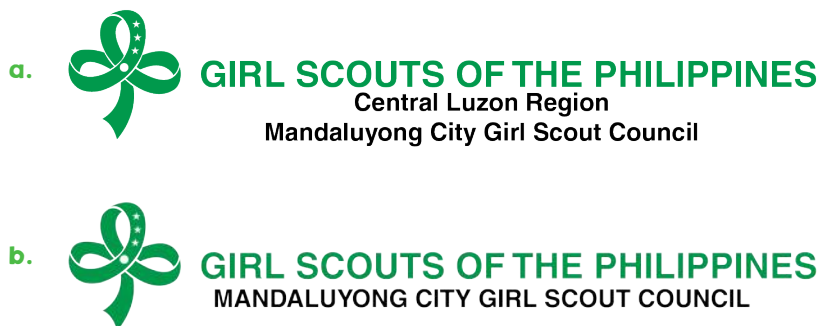 a.
GIRL SCOUTS OF THE PHILIPPINES
Central Luzon Region
Mandaluyong City Girl Scout Council
b.
GIRL SCOUTS OF THE PHILIPPINES
MANDALUYONG CITY GIRL SCOUT COUNCIL